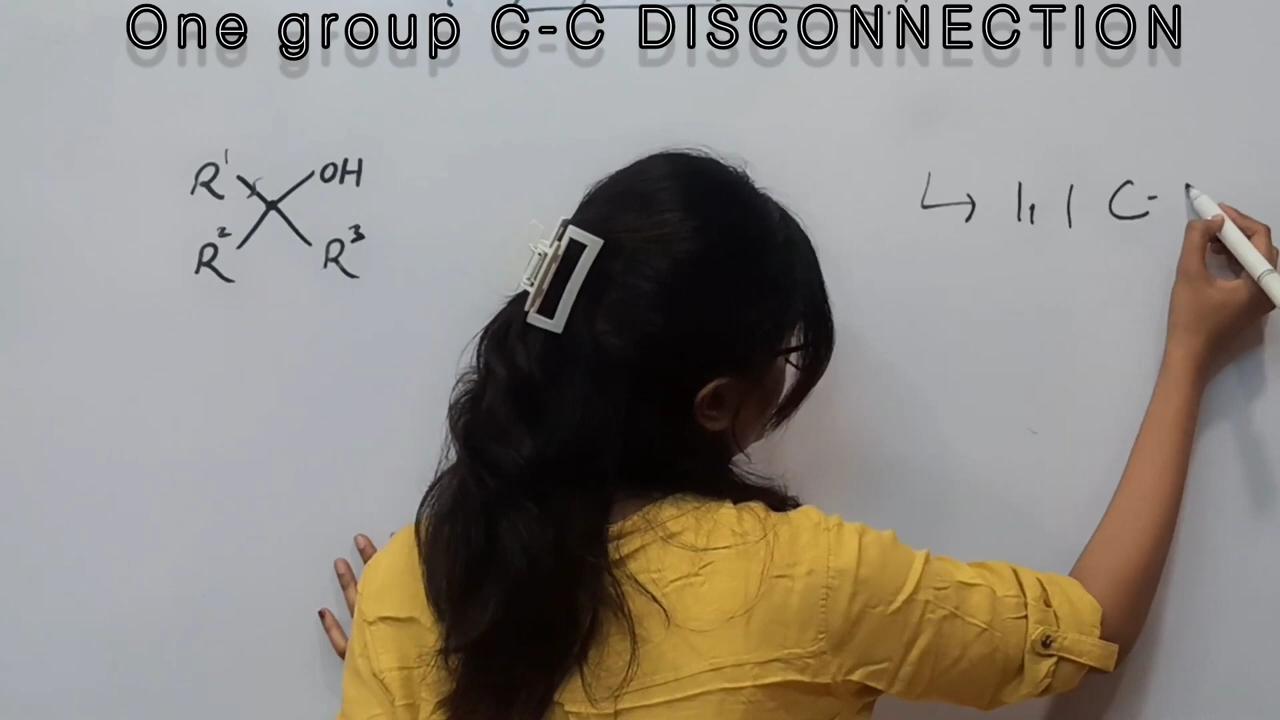 One group C-C DISCONNECTION
R¹ OH
↳ 1,1 C-
R² R³